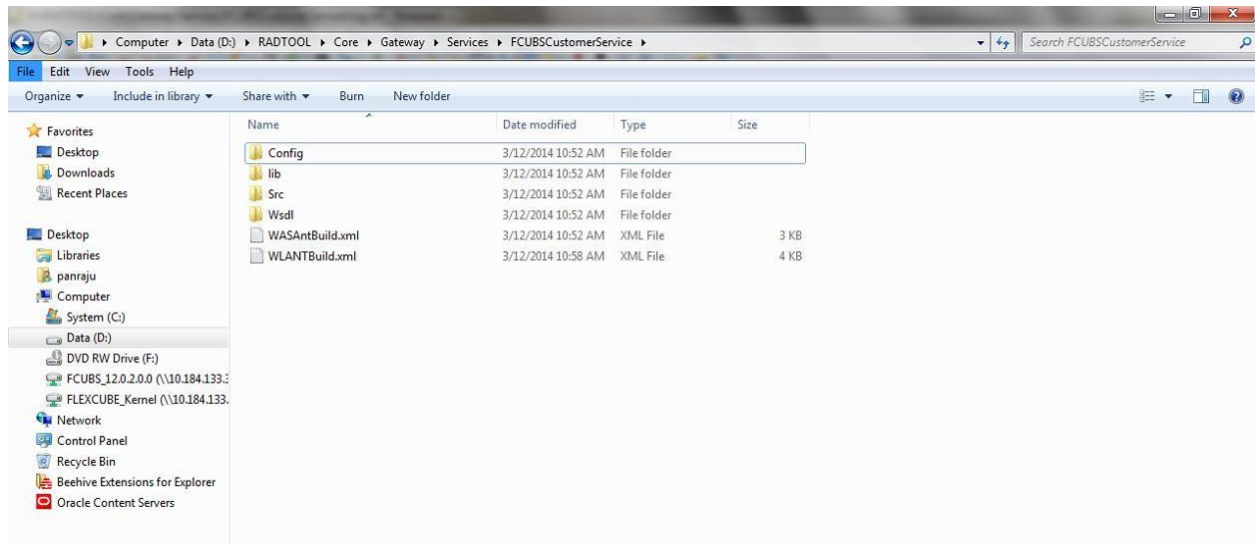 Computer ▸ Data (D:) ▸ RADTOOL ▸ Core ▸ Gateway ▸ Services ▸ FCUBSCustomerService ▸
Search FCUBSCustomerService
File Edit View Tools Help
Organize ▾ Include in library ▾ Share with ▾ Burn New folder
Favorites
Desktop
Downloads
Recent Places
Desktop
Libraries
panraju
Computer
System (C:)
Data (D:)
DVD RW Drive (F:)
FCUBS_12.0.2.0.0 (\\10.184.133.3
FLEXCUBE_Kernel (\\10.184.133.
Network
Control Panel
Recycle Bin
Beehive Extensions for Explorer
Oracle Content Servers
Name Date modified Type Size
Config 3/12/2014 10:52 AM File folder
lib 3/12/2014 10:52 AM File folder
Src 3/12/2014 10:52 AM File folder
Wsdl 3/12/2014 10:52 AM File folder
WASAntBuild.xml 3/12/2014 10:52 AM XML File 3 KB
WLANTBuild.xml 3/12/2014 10:58 AM XML File 4 KB